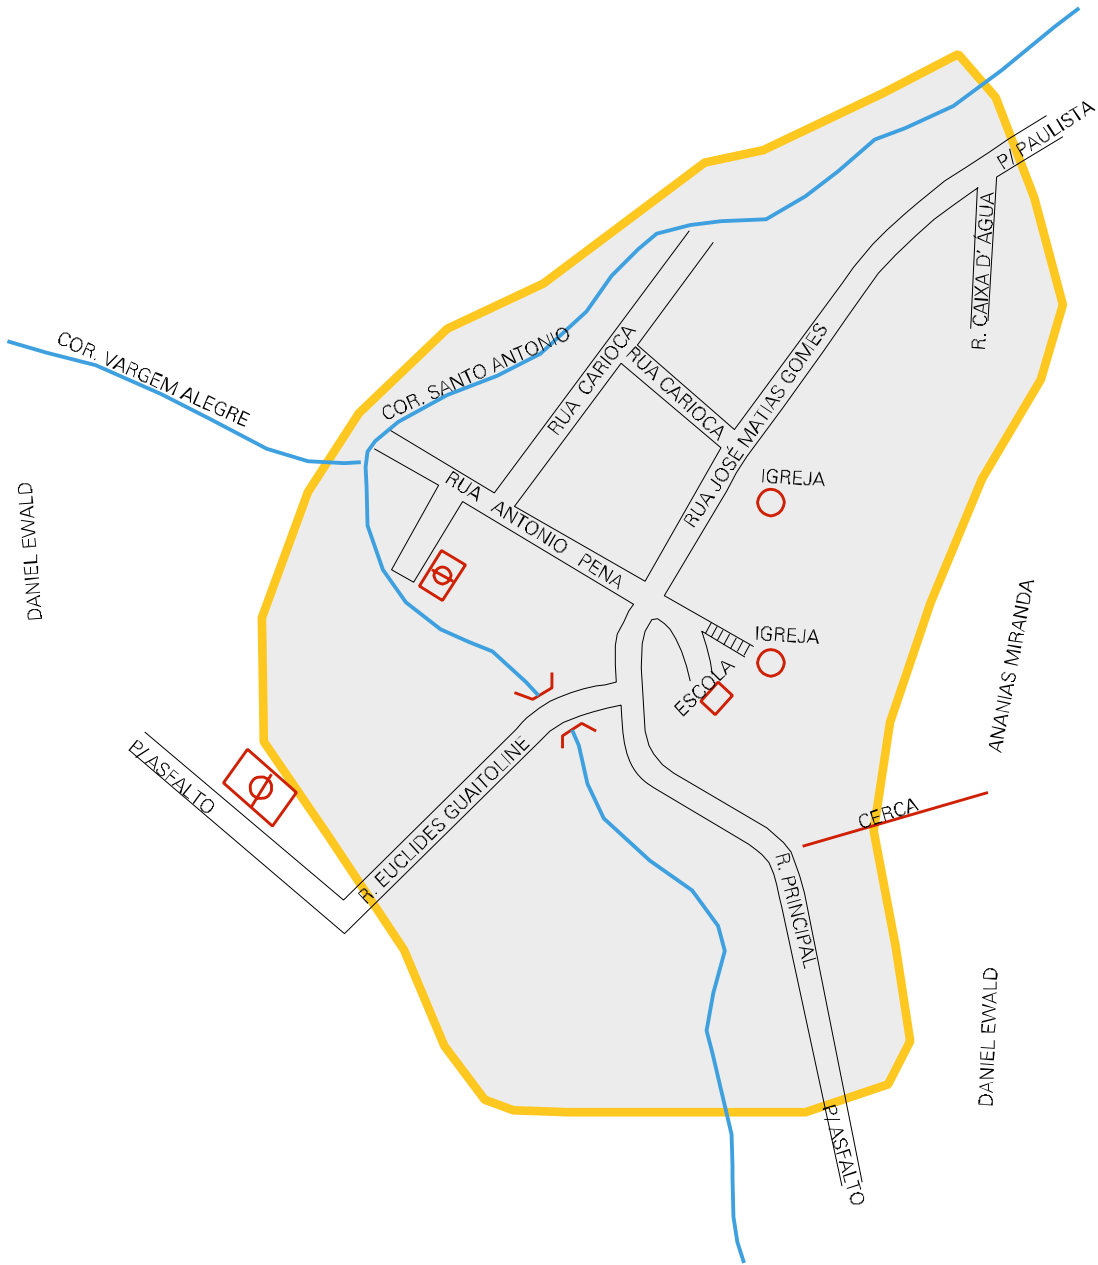 P/ PAULISTA
R. CAIXA D' ÁGUA
COR. VARGEM ALEGRE
COR. SANTO ANTONIO
RUA CARIOCA
RUA CARIOCA
RUA JOSÉ MATIAS GOMES
IGREJA
RUA ANTONIO PENA
DANIEL EWALD
IGREJA
ESCOLA
ANANIAS MIRANDA
P/ ASFALTO
R. EUCLIDES GUAITOLINE
CERCA
R. PRINCIPAL
DANIEL EWALD
P/ ASFALTO